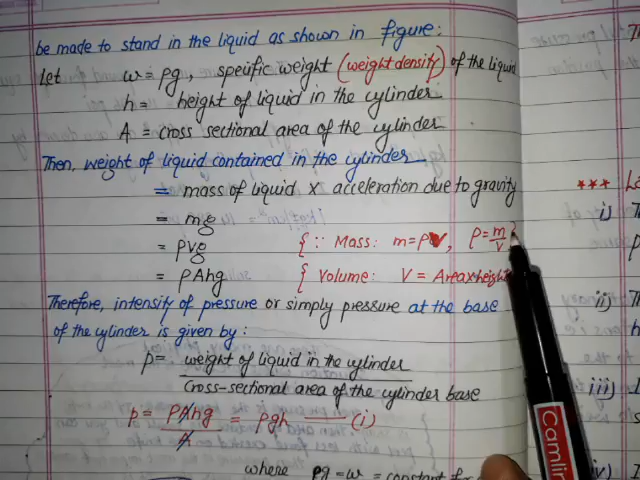 be made to stand in the liquid as shown in figure:
Let w = ρg, specific weight (weight density) of the liquid
h = height of liquid in the cylinder
A = cross sectional area of the cylinder
Then, weight of liquid contained in the cylinder
= mass of liquid × acceleration due to gravity
= mg
= ρVg { ∵ Mass: m = ρV, ρ = m/V }
= ρAhg { Volume: V = Area x height
Therefore, intensity of pressure or simply pressure at the base
of the cylinder is given by:
p = weight of liquid in the cylinder
Cross-sectional area of the cylinder base
p = ρAhg / A = ρgh (i)
where ρg = w = constant
***
i)
ii)
iii)
iv)
Camlin